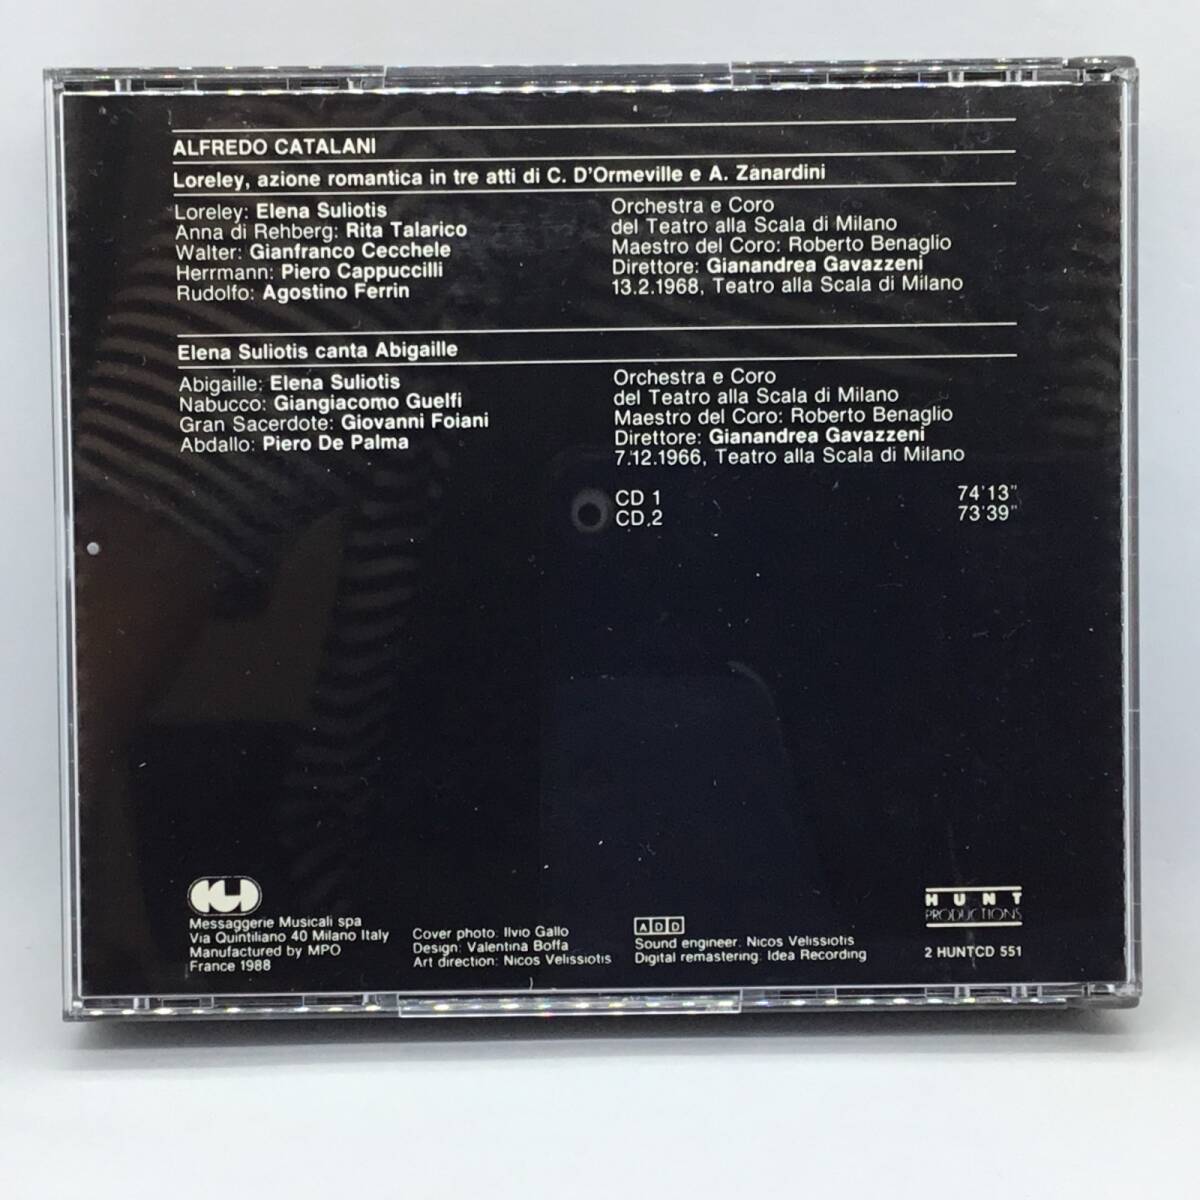 ALFREDO CATALANI
Loreley, azione romantica in tre atti di C. D'Ormeville e A. Zanardini
Loreley: Elena Suliotis
Anna di Rehberg: Rita Talarico
Walter: Gianfranco Cecchele
Herrmann: Piero Cappuccilli
Rudolfo: Agostino Ferrin
Orchestra e Coro
del Teatro alla Scala di Milano
Maestro del Coro: Roberto Benaglio
Direttore: Gianandrea Gavazzeni
13.2.1968, Teatro alla Scala di Milano
Elena Suliotis canta Abigaille
Abigaille: Elena Suliotis
Nabucco: Giangiacomo Guelfi
Gran Sacerdote: Giovanni Foiani
Abdallo: Piero De Palma
Orchestra e Coro
del Teatro alla Scala di Milano
Maestro del Coro: Roberto Benaglio
Direttore: Gianandrea Gavazzeni
7.12.1966, Teatro alla Scala di Milano
CD 1 74'13"
CD 2 73'39"
Messaggerie Musicali spa
Via Quintiliano 40 Milano Italy
Manufactured by MPO
France 1988
Cover photo: Ilvio Gallo
Design: Valentina Boffa
Art direction: Nicos Velissiotis
ADD
Sound engineer: Nicos Velissiotis
Digital remastering: Idea Recording
HUNT
PRODUCTIONS
2 HUNTCD 551